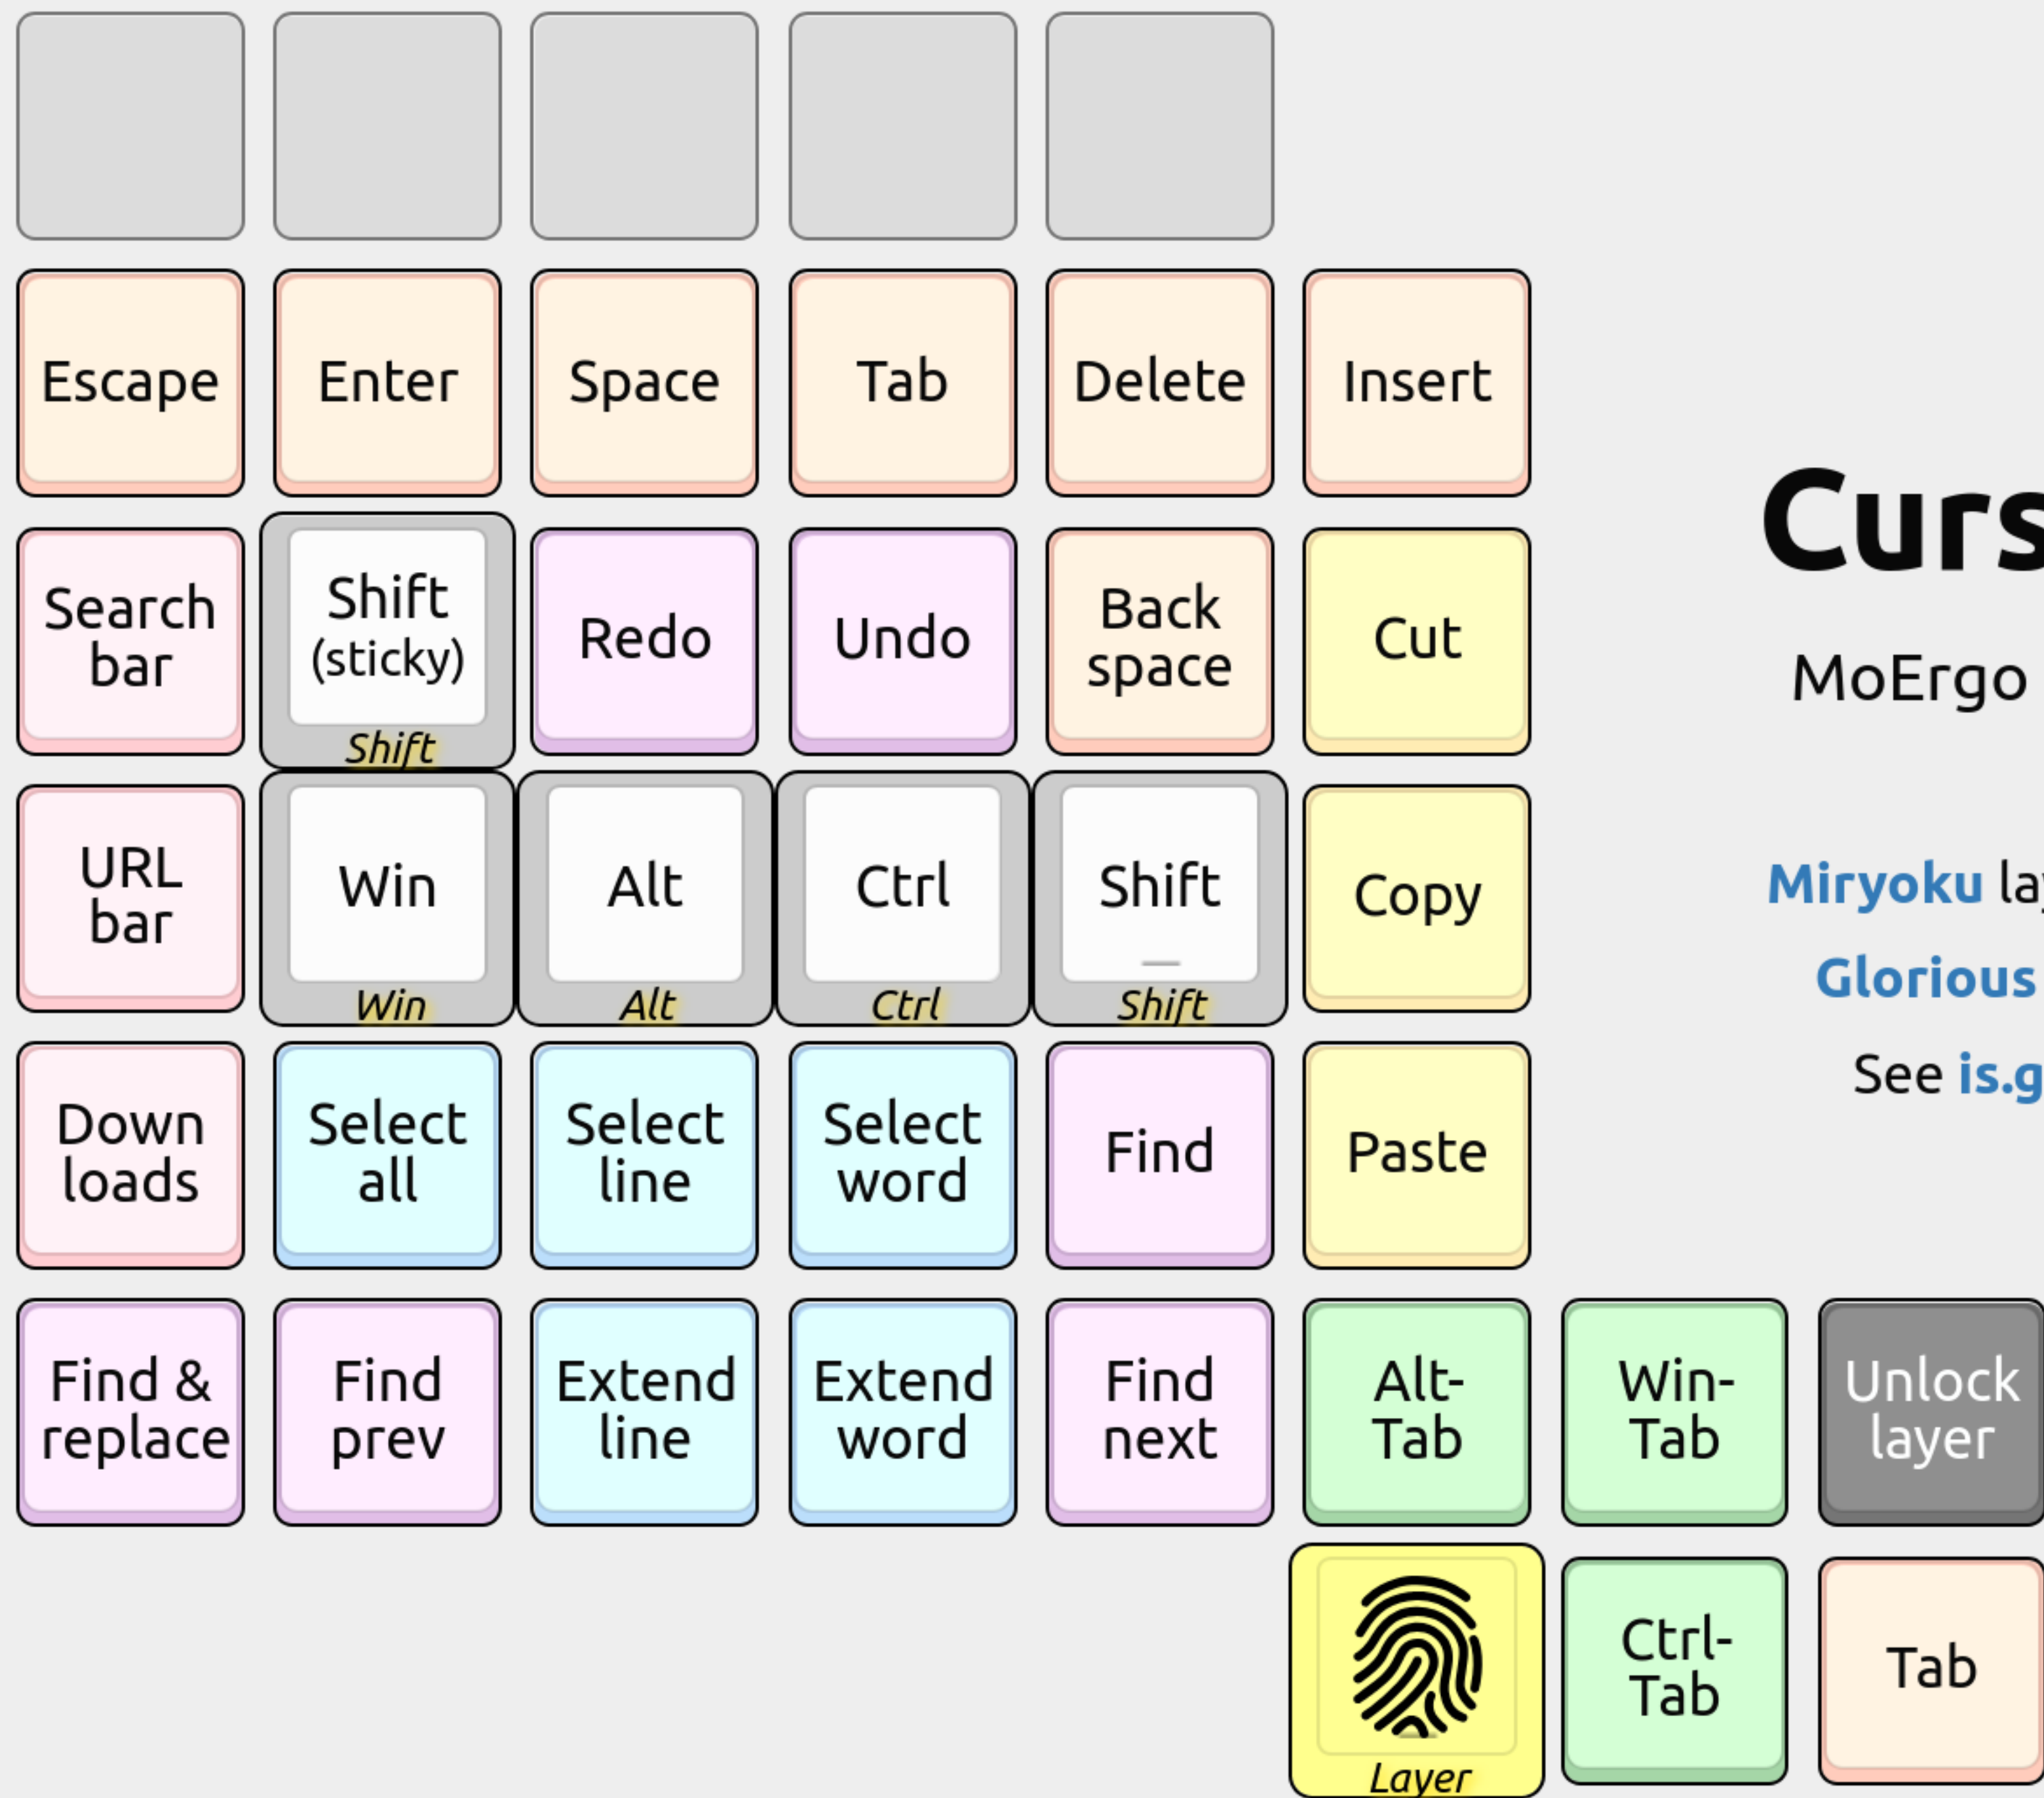 Escape
Enter
Space
Tab
Delete
Insert
Curs
Search
bar
Shift
(sticky)
Shift
Redo
Undo
Back
space
Cut
MoErgo
URL
bar
Win
Win
Alt
Alt
Ctrl
Ctrl
Shift
Shift
Copy
Miryoku lay
Glorious
See is.g
Down
loads
Select
all
Select
line
Select
word
Find
Paste
Find &
replace
Find
prev
Extend
line
Extend
word
Find
next
Alt-
Tab
Win-
Tab
Unlock
layer
Layer
Ctrl-
Tab
Tab